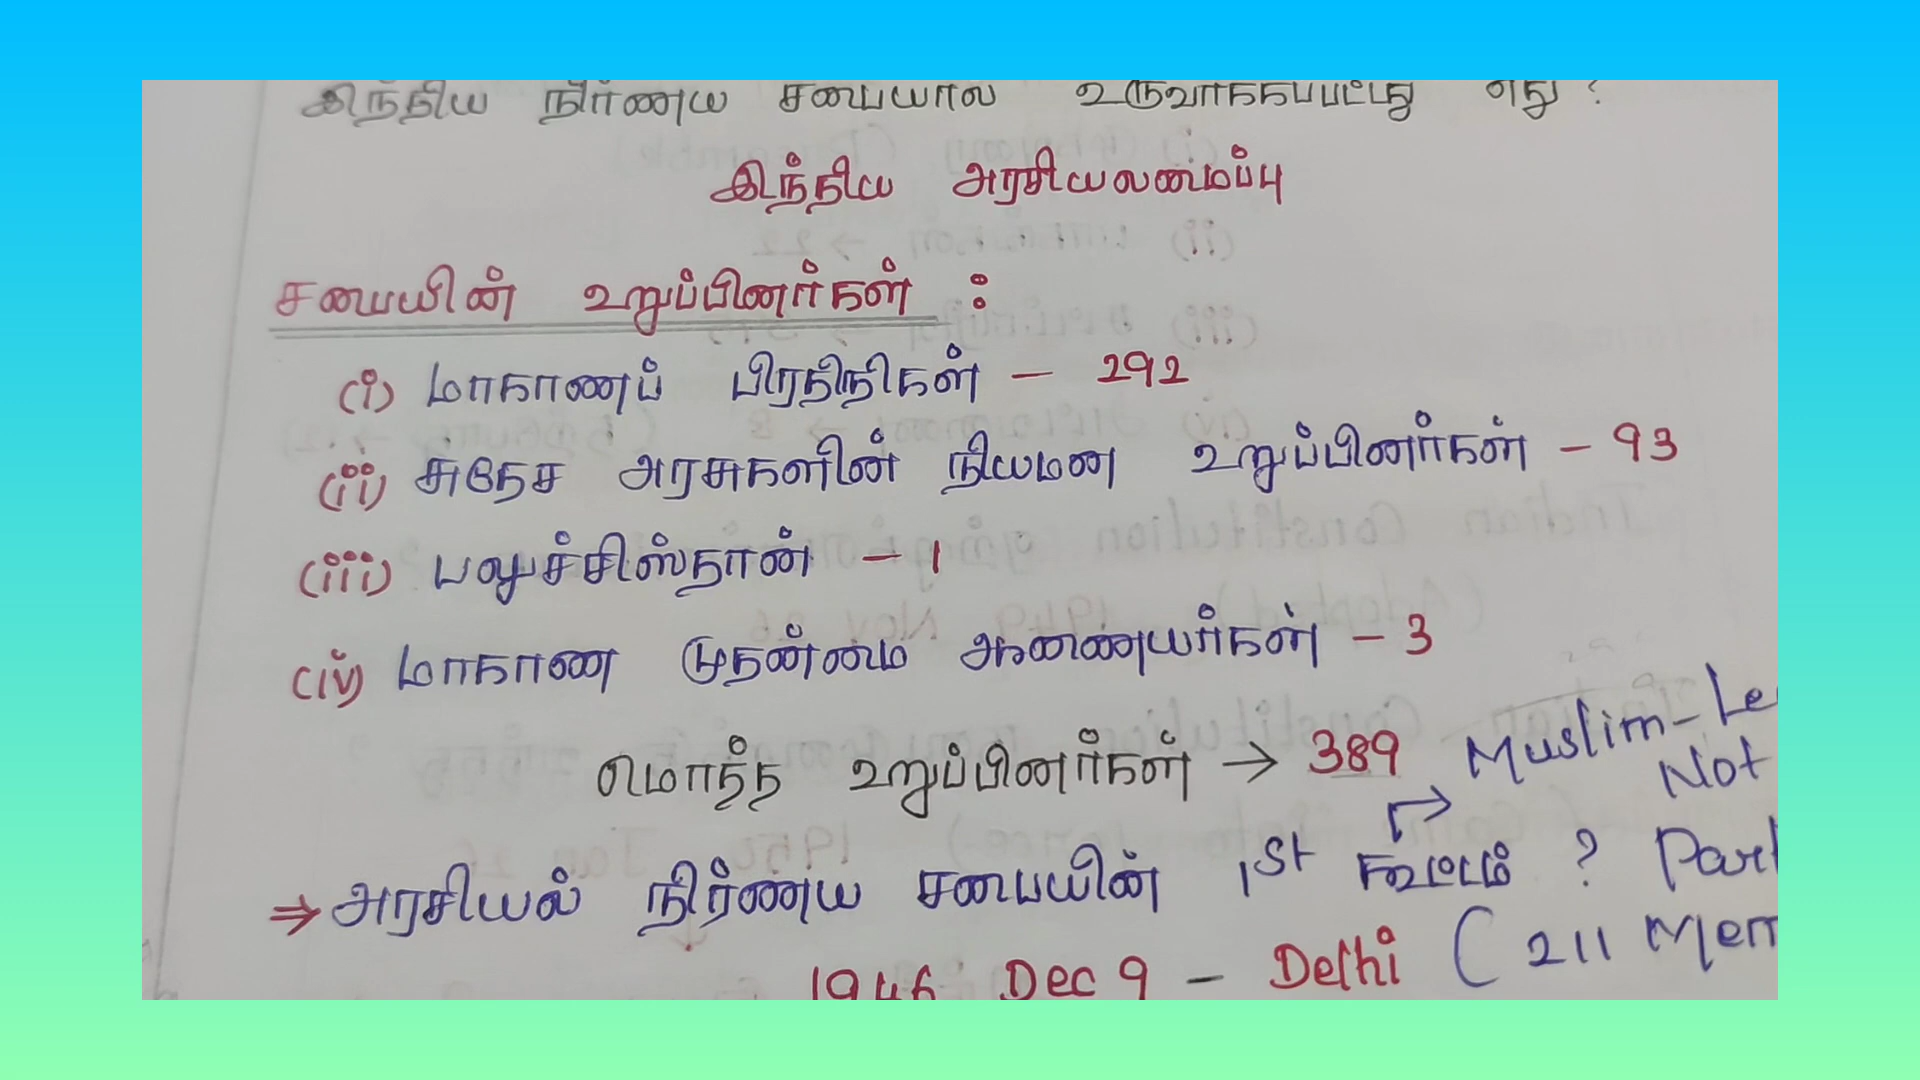 இந்திய நிர்ணய சபையால் உருவாக்கப்பட்டது எது?
இந்திய அரசியலமைப்பு
சபையின் உறுப்பினர்கள் :
(i) மாகாணப் பிரதிநிதிகள் - 292
(ii) சுதேச அரசுகளின் நியமன உறுப்பினர்கள் - 93
(iii) பலுச்சிஸ்தான் - 1
(iv) மாகாண முதன்மை ஆணையர்கள் - 3
மொத்த உறுப்பினர்கள் → 389 Muslim-Le
Not
⇒ அரசியல் நிர்ணய சபையின் 1st கூட்டம் ? Part
1946 Dec 9 - Delhi (211 Mem